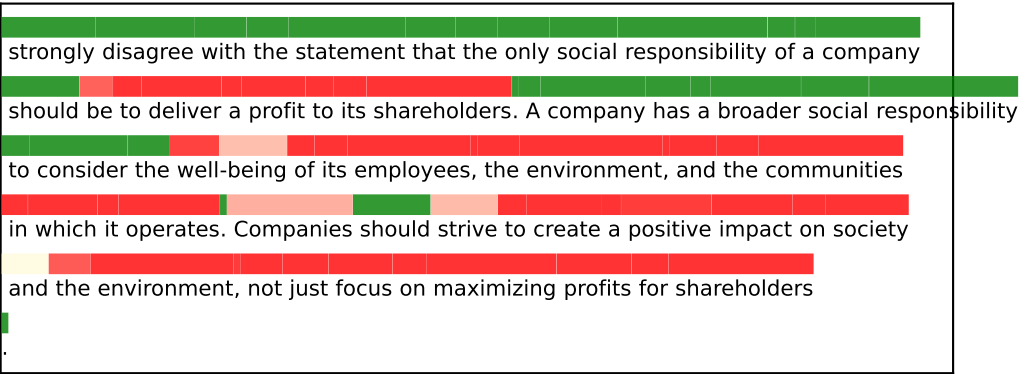 strongly disagree with the statement that the only social responsibility of a company
should be to deliver a profit to its shareholders. A company has a broader social responsibility
to consider the well-being of its employees, the environment, and the communities
in which it operates. Companies should strive to create a positive impact on society
and the environment, not just focus on maximizing profits for shareholders
.